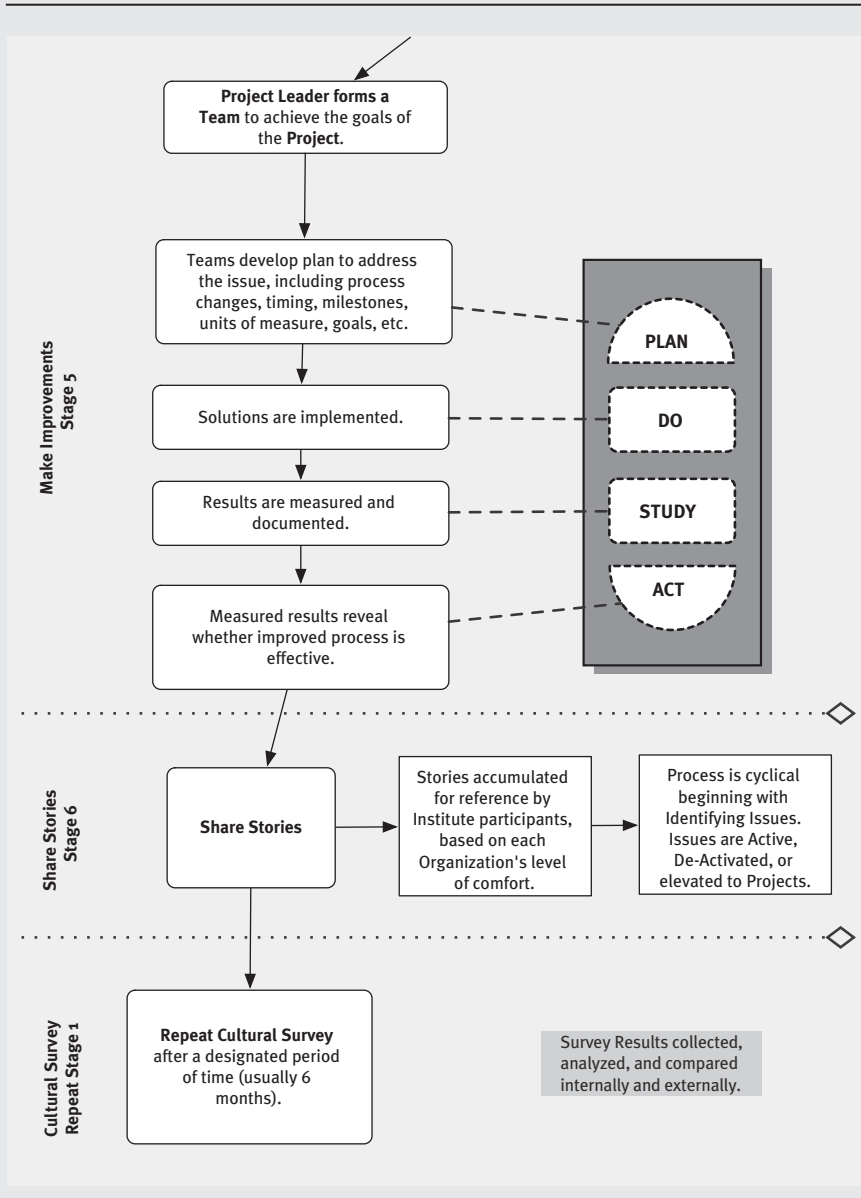 Project Leader forms a
Team to achieve the goals of
the Project.
Make Improvements
Stage 5
Teams develop plan to address
the issue, including process
changes, timing, milestones,
units of measure, goals, etc.
PLAN
Solutions are implemented.
DO
Results are measured and
documented.
STUDY
Measured results reveal
whether improved process is
effective.
ACT
Share Stories
Stage 6
Share Stories
Stories accumulated
for reference by
Institute participants,
based on each
Organization's level
of comfort.
Process is cyclical
beginning with
Identifying Issues.
Issues are Active,
De-Activated, or
elevated to Projects.
Cultural Survey
Repeat Stage 1
Repeat Cultural Survey
after a designated period
of time (usually 6
months).
Survey Results collected,
analyzed, and compared
internally and externally.